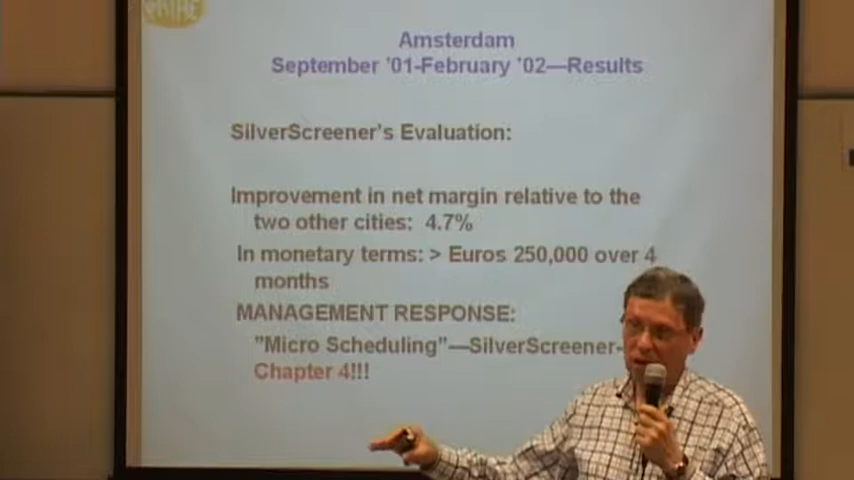 PATHE
Amsterdam
September '01-February '02—Results
SilverScreener's Evaluation:
Improvement in net margin relative to the
two other cities: 4.7%
In monetary terms: > Euros 250,000 over 4
months
MANAGEMENT RESPONSE:
"Micro Scheduling"—SilverScreener-
Chapter 4!!!